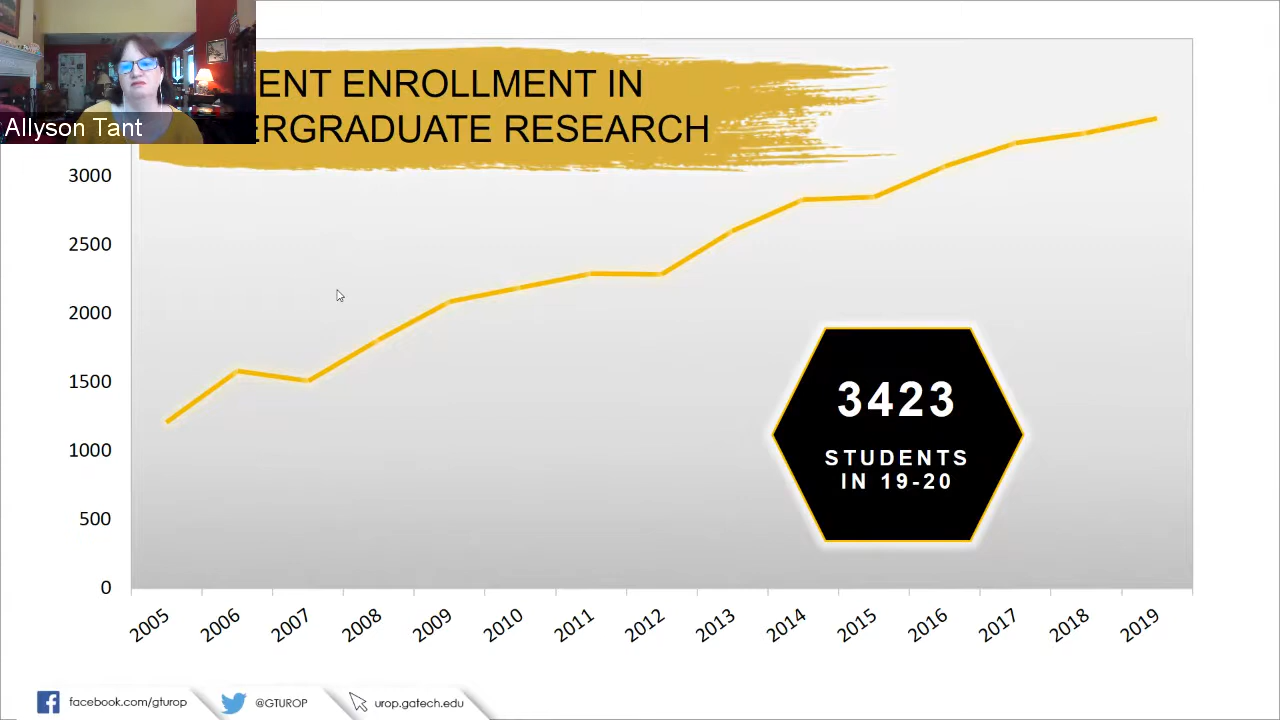 ENT ENROLLMENT IN
ERGRADUATE RESEARCH
Allyson Tant
3000
2500
2000
1500
1000
500
0
3423
STUDENTS
IN 19-20
2005 2006 2007 2008 2009 2010 2011 2012 2013 2014 2015 2016 2017 2018 2019
facebook.com/gturop @GTUROP urop.gatech.edu